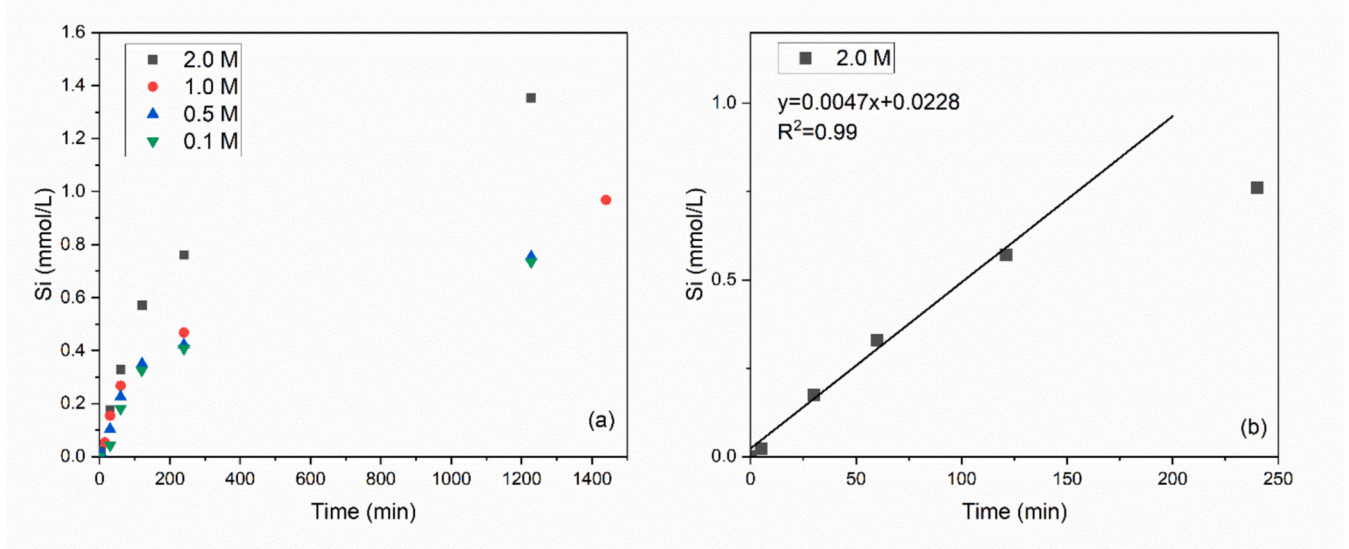 1.6
1.4
1.2
1.0
0.8
0.6
0.4
0.2
0.0
Si (mmol/L)
2.0 M
1.0 M
0.5 M
0.1 M
(a)
0 200 400 600 800 1000 1200 1400
Time (min)
1.0
0.5
0.0
Si (mmol/L)
2.0 M
y=0.0047x+0.0228
R²=0.99
(b)
0 50 100 150 200 250
Time (min)